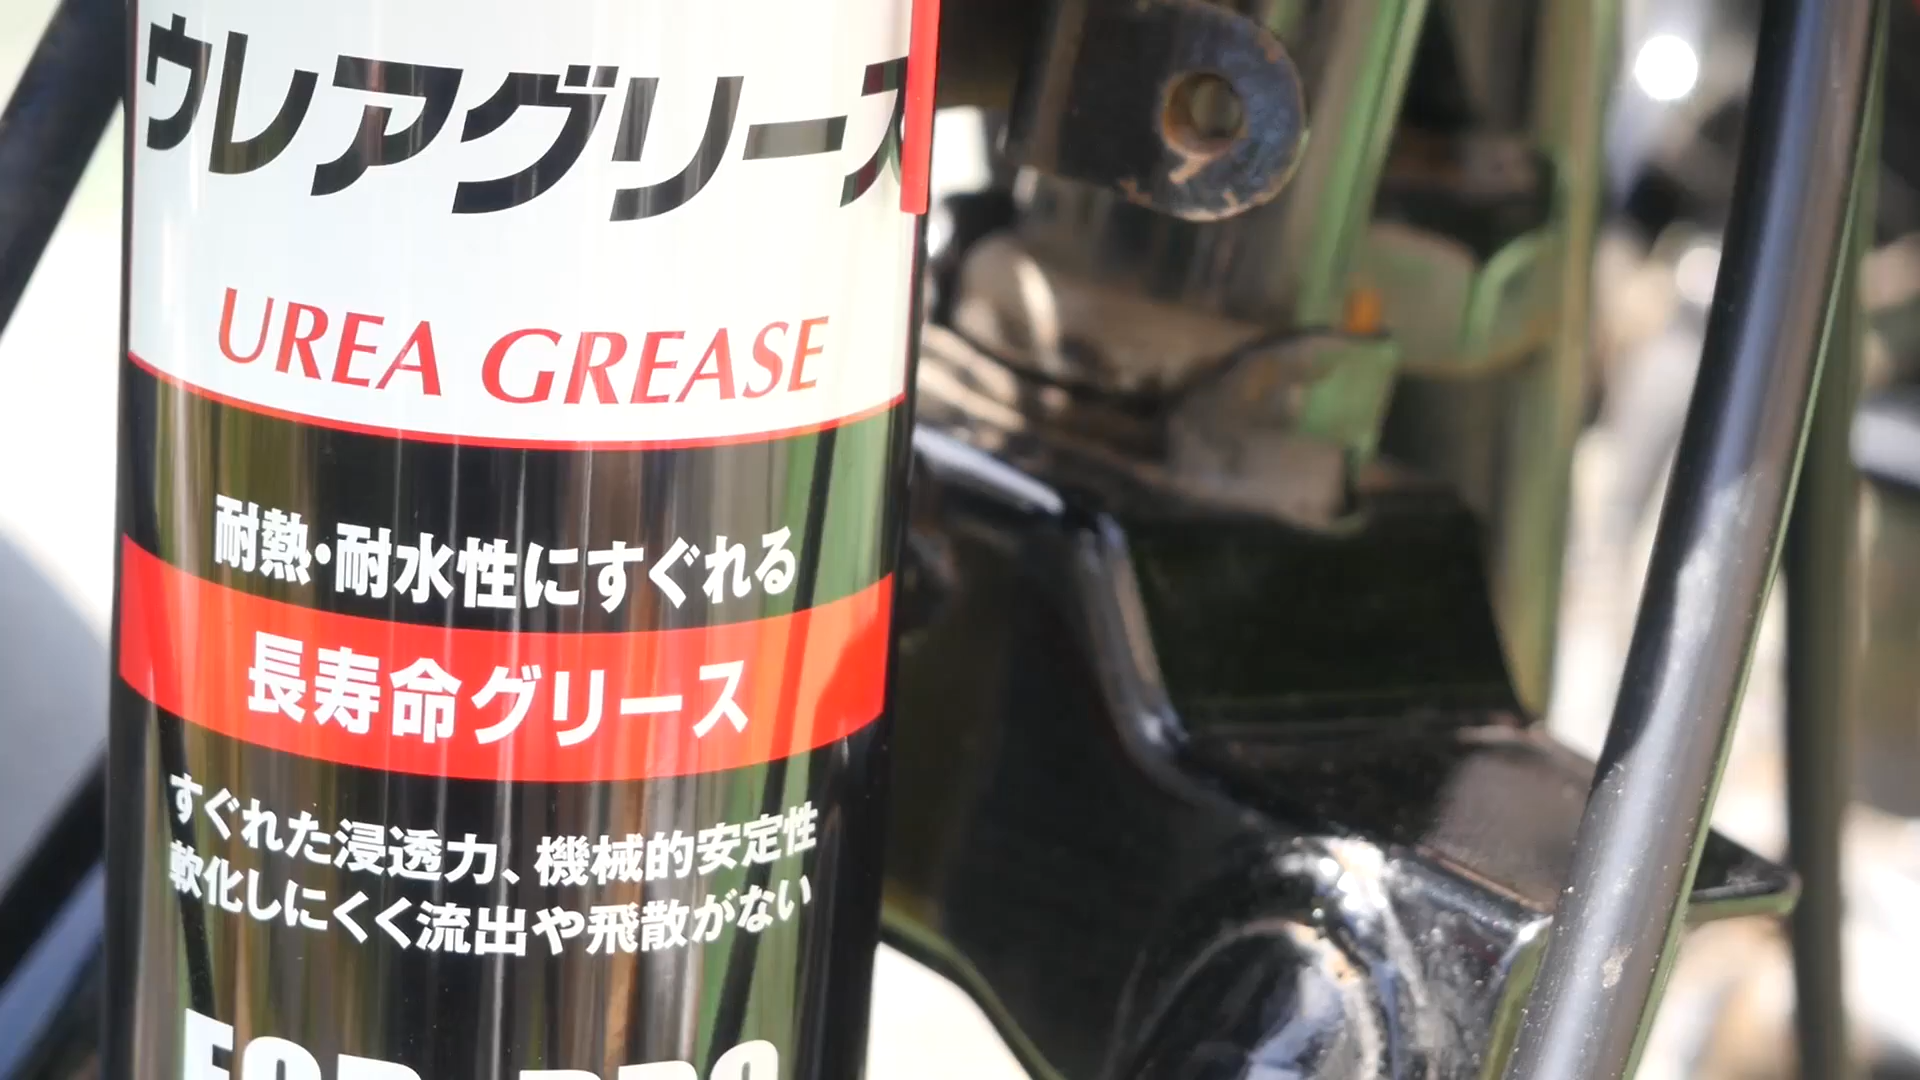 ウレアグリース
UREA GREASE
耐熱・耐水性にすぐれる
長寿命グリース
すぐれた浸透力、機械的安定性
軟化しにくく流出や飛散がない